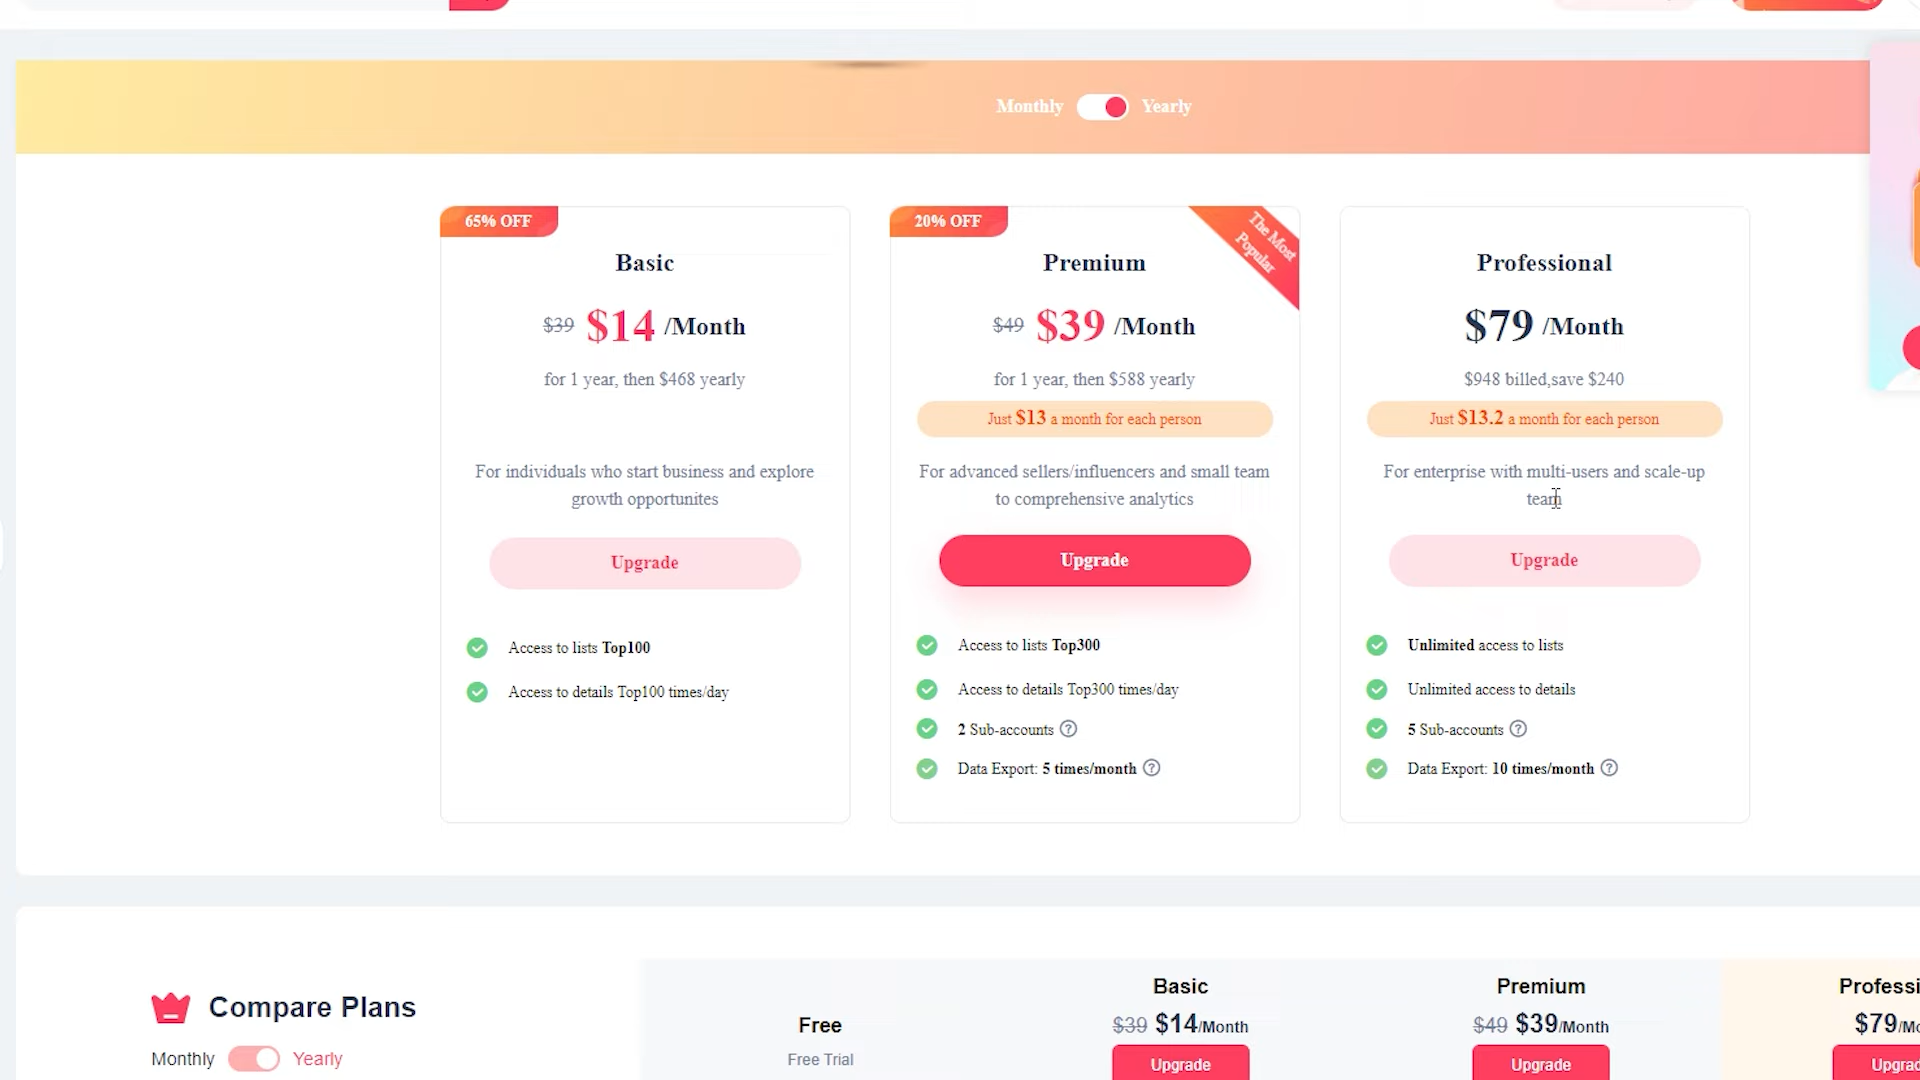 Monthly Yearly
65% OFF
Basic
$39 $14 /Month
for 1 year, then $468 yearly
For individuals who start business and explore
growth opportunites
Upgrade
Access to lists Top100
Access to details Top100 times/day
20% OFF
The Most
Popular
Premium
$49 $39 /Month
for 1 year, then $588 yearly
Just $13 a month for each person
For advanced sellers/influencers and small team
to comprehensive analytics
Upgrade
Access to lists Top300
Access to details Top300 times/day
2 Sub-accounts ?
Data Export: 5 times/month ?
Professional
$79 /Month
$948 billed,save $240
Just $13.2 a month for each person
For enterprise with multi-users and scale-up
team
Upgrade
Unlimited access to lists
Unlimited access to details
5 Sub-accounts ?
Data Export: 10 times/month ?
Compare Plans
Monthly Yearly
Free
Free Trial
Basic
$39 $14/Month
Upgrade
Premium
$49 $39/Month
Upgrade
Professi
$79/Mo
Upgrad